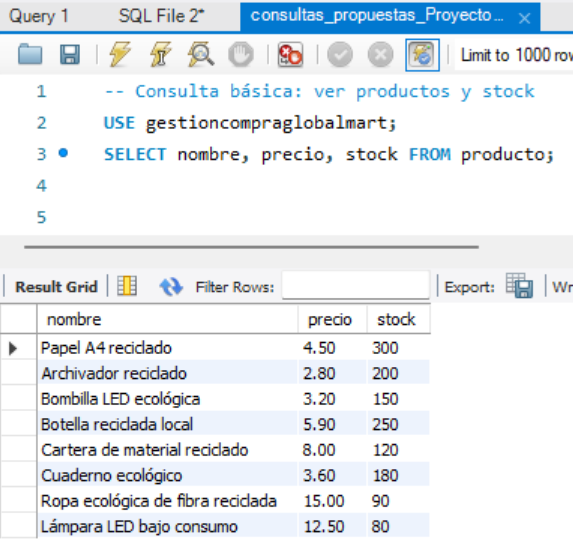 Query 1 SQL File 2* consultas_propuestas_Proyecto...
Limit to 1000 rov
1 -- Consulta básica: ver productos y stock
2 USE gestioncompraglobalmart;
3 SELECT nombre, precio, stock FROM producto;
4
5
Result Grid Filter Rows: Export: Wr
nombre precio stock
Papel A4 reciclado 4.50 300
Archivador reciclado 2.80 200
Bombilla LED ecológica 3.20 150
Botella reciclada local 5.90 250
Cartera de material reciclado 8.00 120
Cuaderno ecológico 3.60 180
Ropa ecológica de fibra reciclada 15.00 90
Lámpara LED bajo consumo 12.50 80